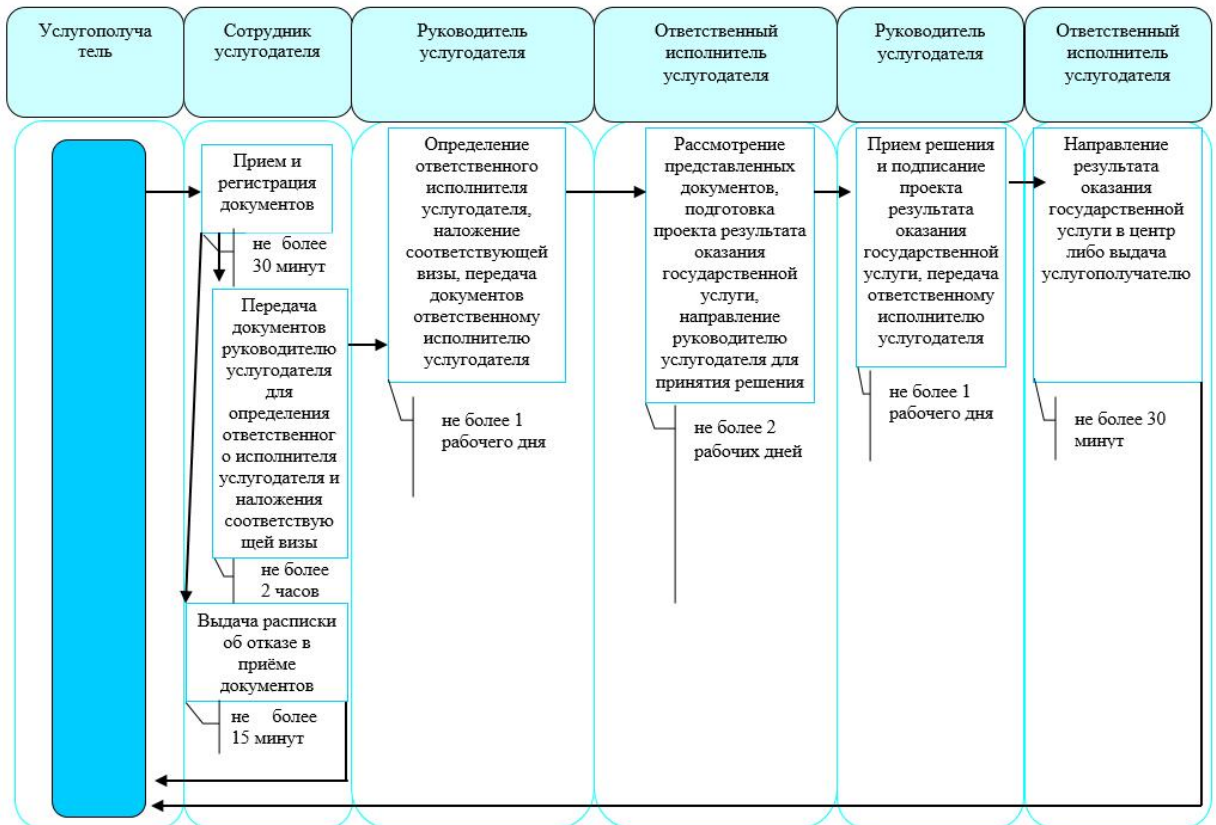 Услугополуча
тель
Сотрудник
услугодателя
Руководитель
услугодателя
Ответственный
исполнитель
услугодателя
Руководитель
услугодателя
Ответственный
исполнитель
услугодателя
Прием и
регистрация
документов
не более
30 минут
Передача
документов
руководителю
услугодателя
для
определения
ответственног
о исполнителя
услугодателя и
наложения
соответствую
щей визы
не более
2 часов
Выдача расписки
об отказе в
приёме
документов
не более
15 минут
Определение
ответственного
исполнителя
услугодателя,
наложение
соответствующей
визы, передача
документов
ответственному
исполнителю
услугодателя
не более 1
рабочего дня
Рассмотрение
представленных
документов,
подготовка
проекта результата
оказания
государственной
услуги,
направление
руководителю
услугодателя для
принятия решения
не более 2
рабочих дней
Прием решения
и подписание
проекта
результата
оказания
государственной
услуги, передача
ответственному
исполнителю
услугодателя
не более 1
рабочего дня
Направление
результата
оказания
государственной
услуги в центр
либо выдача
услугополучателю
не более 30
минут